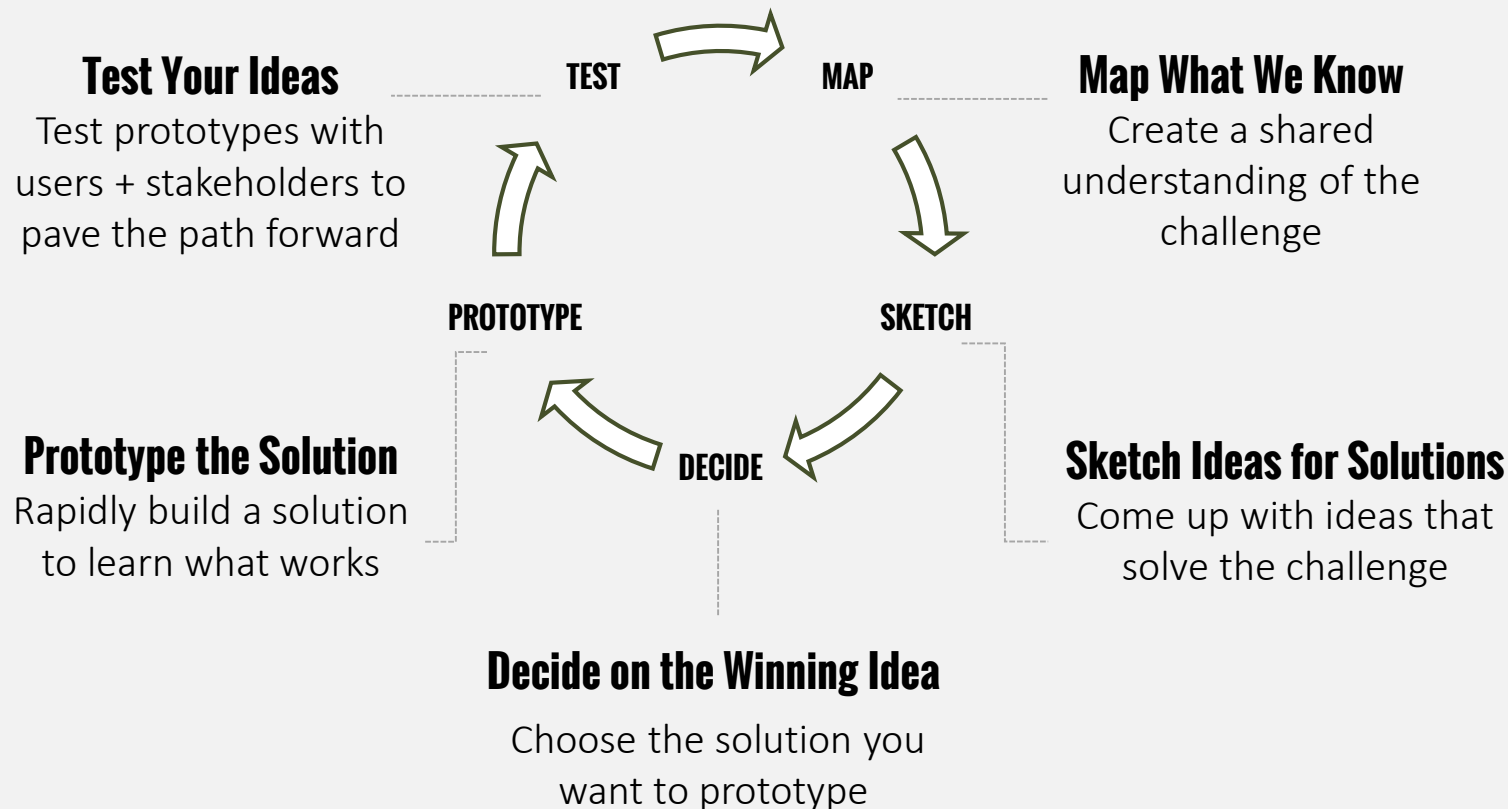 TEST
MAP
SKETCH
DECIDE
PROTOTYPE
Map What We Know
Create a shared
understanding of the
challenge
Sketch Ideas for Solutions
Come up with ideas that
solve the challenge
Decide on the Winning Idea
Choose the solution you
want to prototype
Prototype the Solution
Rapidly build a solution
to learn what works
Test Your Ideas
Test prototypes with
users + stakeholders to
pave the path forward